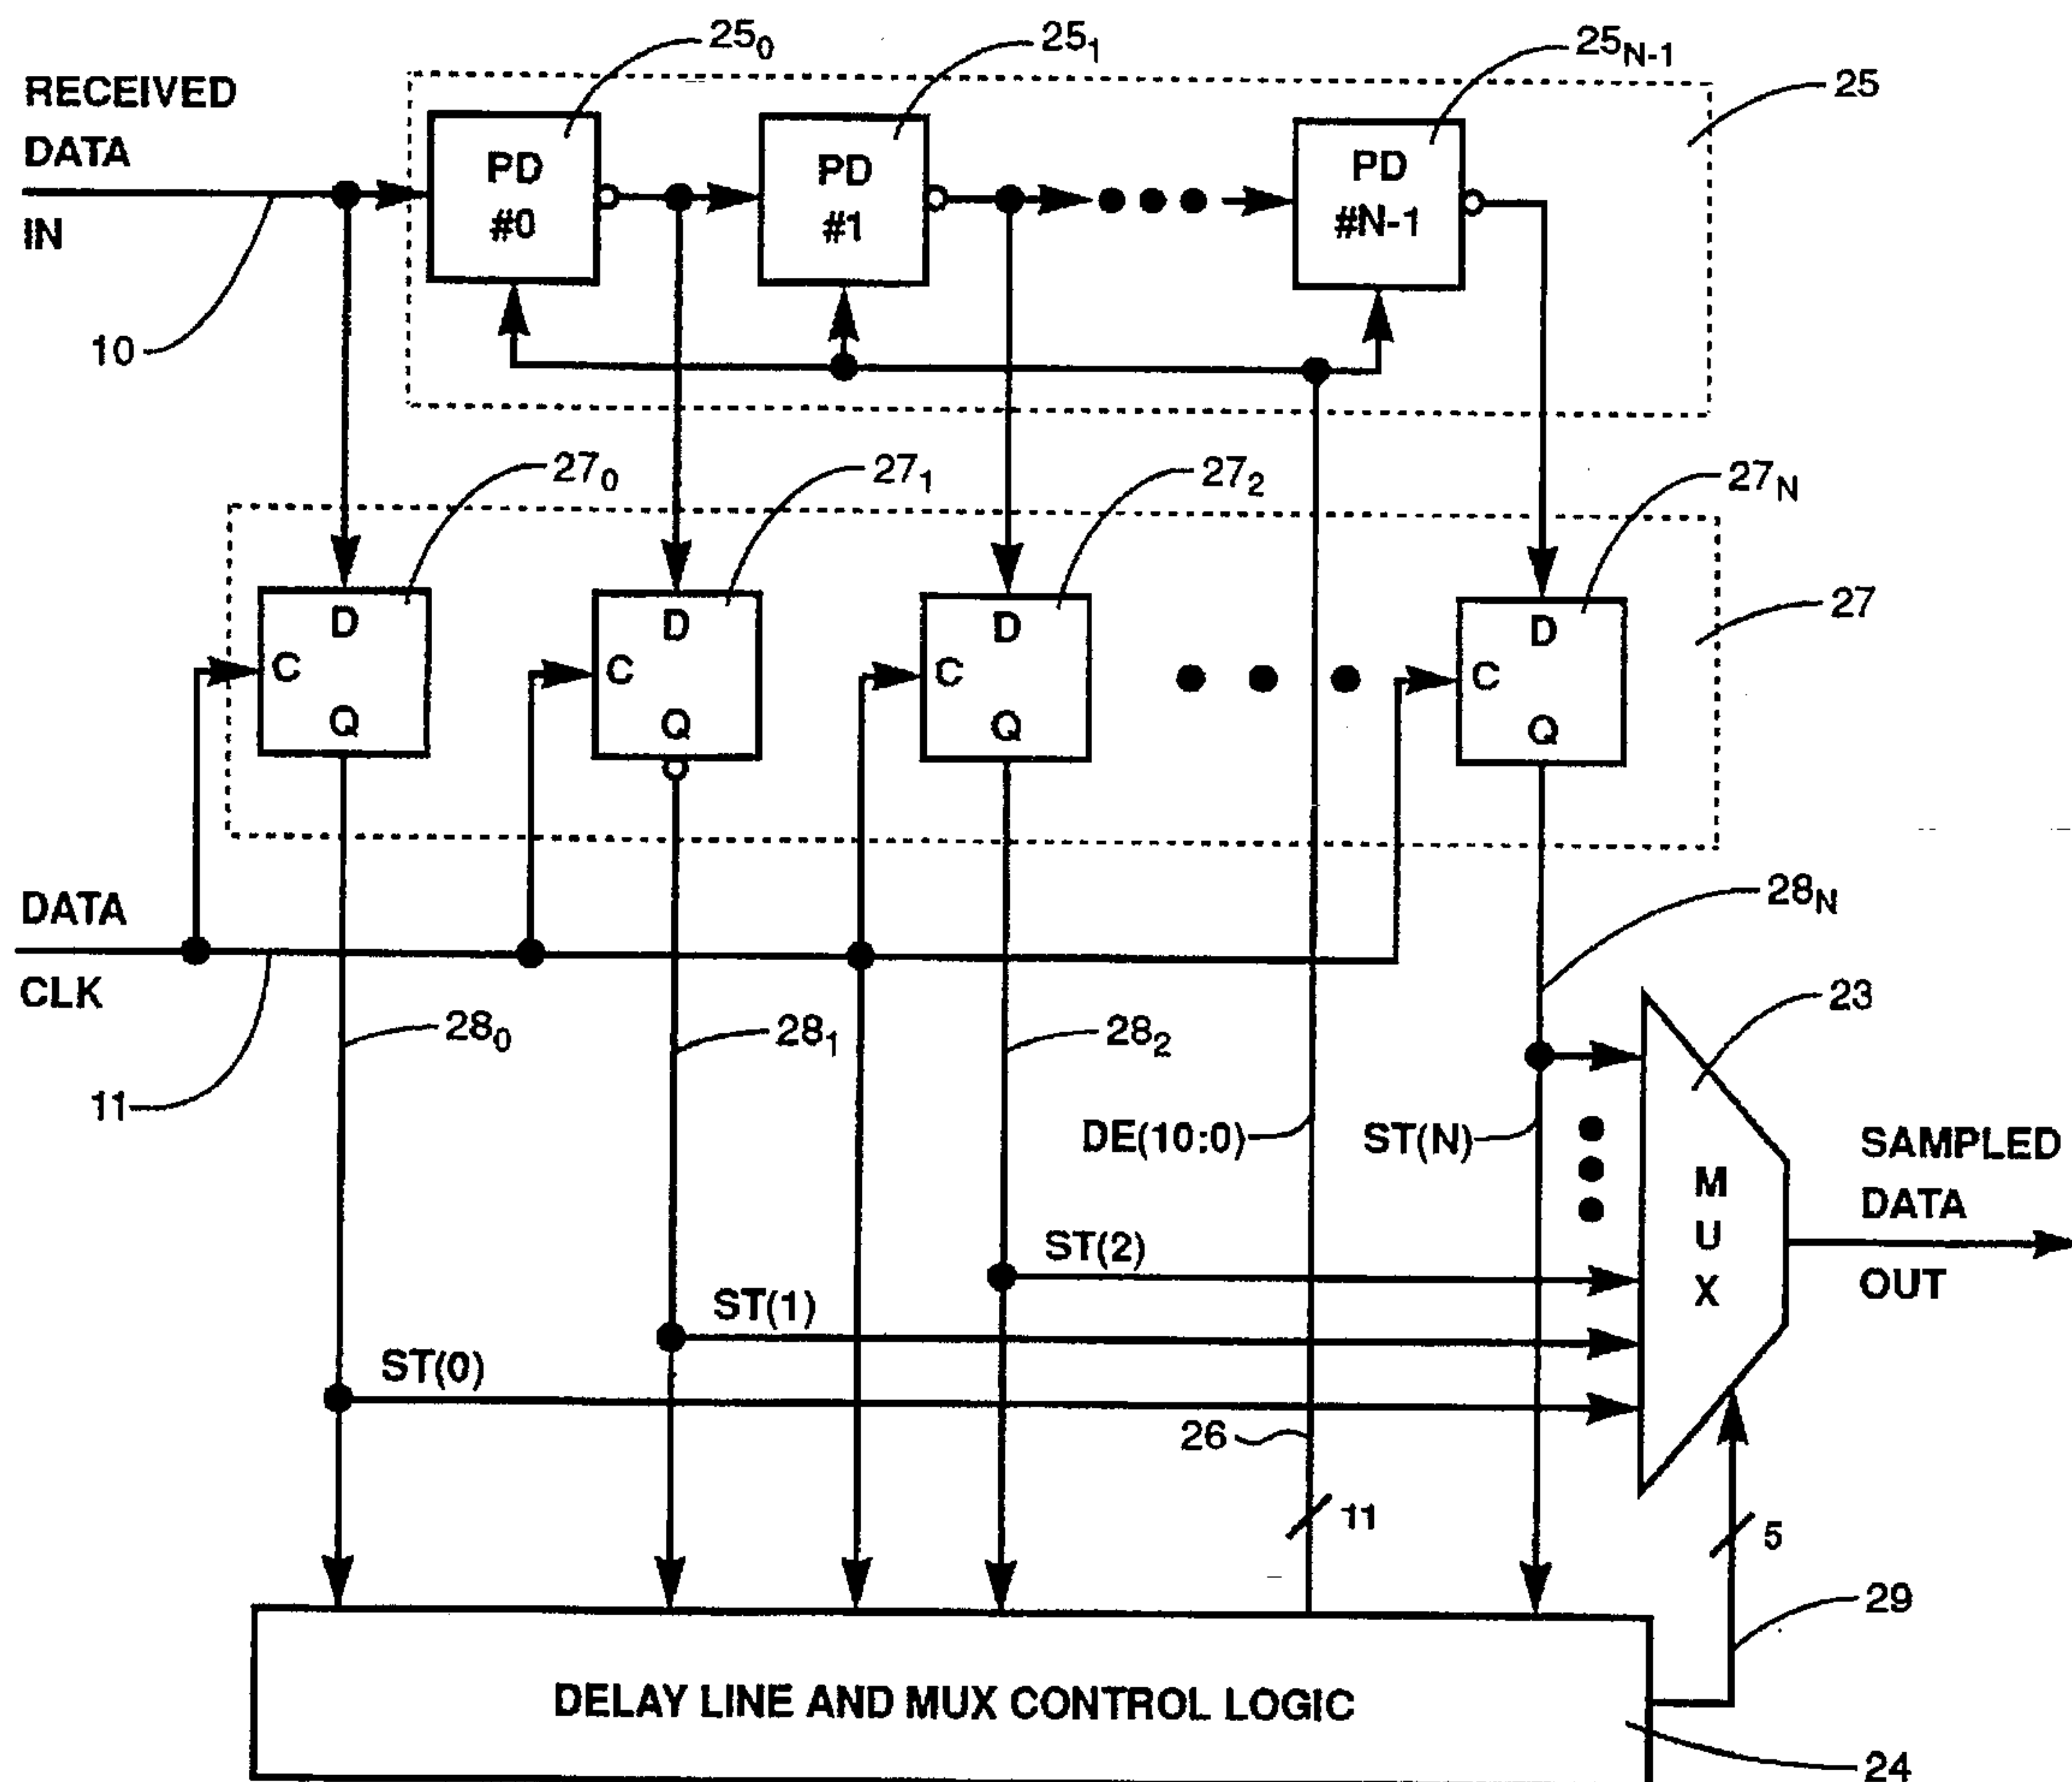 25₀
25₁
25N-1
RECEIVED
DATA
IN
25
PD
#0
PD
#1
PD
#N-1
10
27₀
27₁
27₂
27N
D
C
Q
D
C
Q
D
C
Q
D
C
Q
27
DATA
CLK
28N
28₀
28₁
28₂
23
11
DE(10:0)
ST(N)
M
U
X
SAMPLED
DATA
OUT
ST(2)
ST(1)
ST(0)
26
11
5
29
DELAY LINE AND MUX CONTROL LOGIC
24